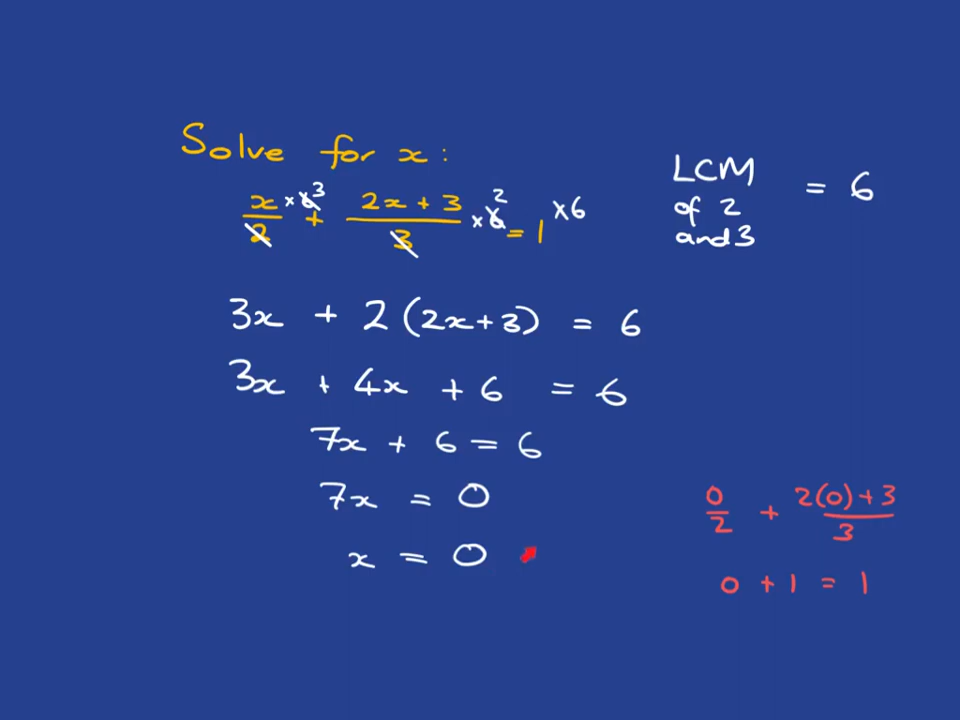 Solve for x:
x/2 × 6 3 + 2x + 3/3 × 6 2 = 1 × 6
LCM of 2 and 3 = 6
3x + 2 (2x+3) = 6
3x + 4x + 6 = 6
7x + 6 = 6
7x = 0
x = 0
0/2 + 2(0)+3/3
0 + 1 = 1